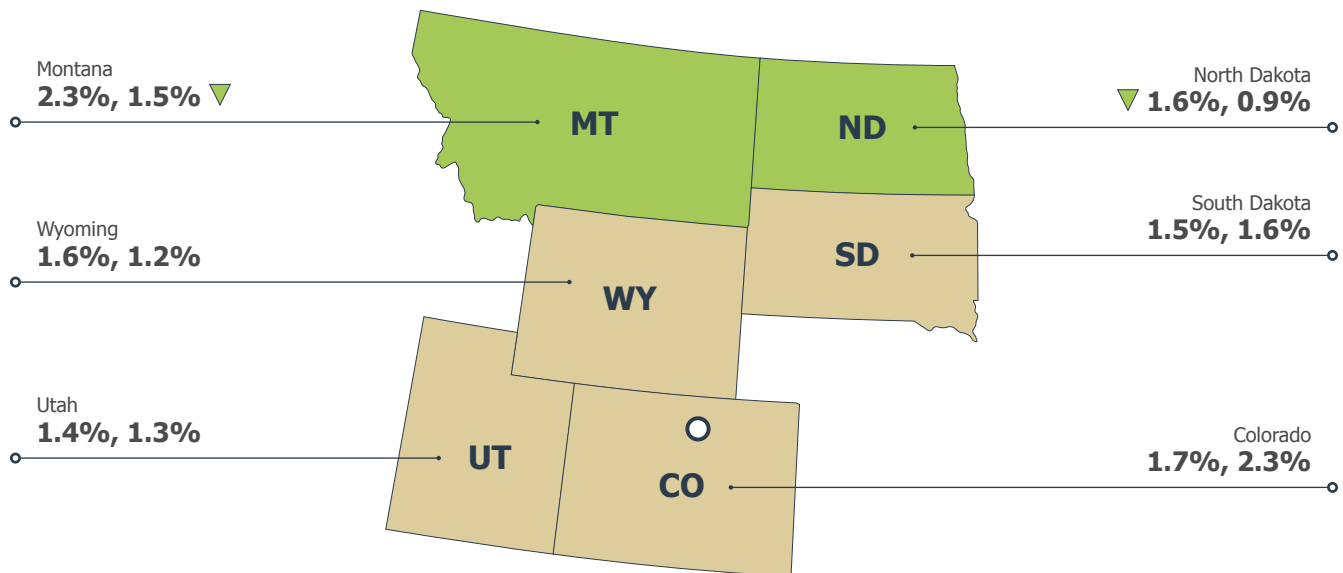 Montana
2.3%, 1.5%
North Dakota
1.6%, 0.9%
MT
ND
South Dakota
1.5%, 1.6%
Wyoming
1.6%, 1.2%
SD
WY
Utah
1.4%, 1.3%
Colorado
1.7%, 2.3%
UT
CO